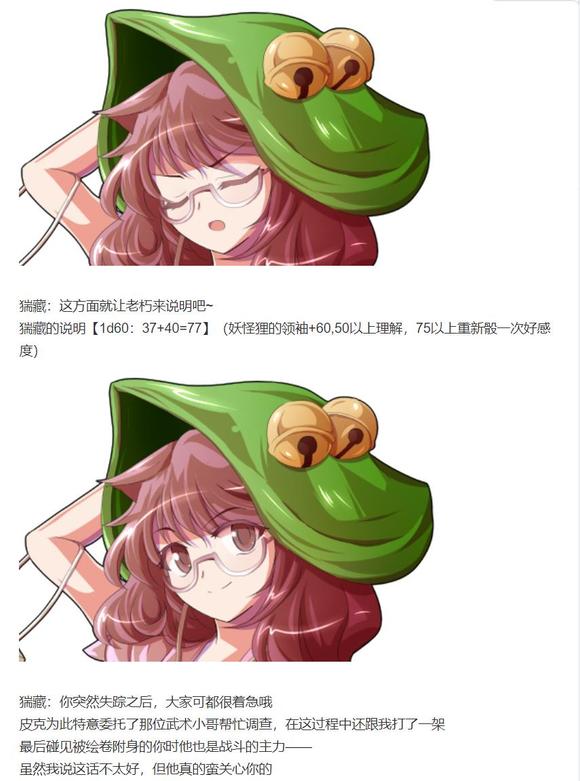 猯藏：这方面就让老朽来说明吧~
猯藏的说明【1d60：37+40=77】（妖怪狸的领袖+60,50以上理解，75以上重新骰一次好感
度）
猯藏：你突然失踪之后，大家可都很着急哦
皮克为此特意委托了那位武术小哥帮忙调查，在这过程中还跟我打了一架
最后碰见被绘卷附身的你时他也是战斗的主力——
虽然我说这话不太好，但他真的蛮关心你的